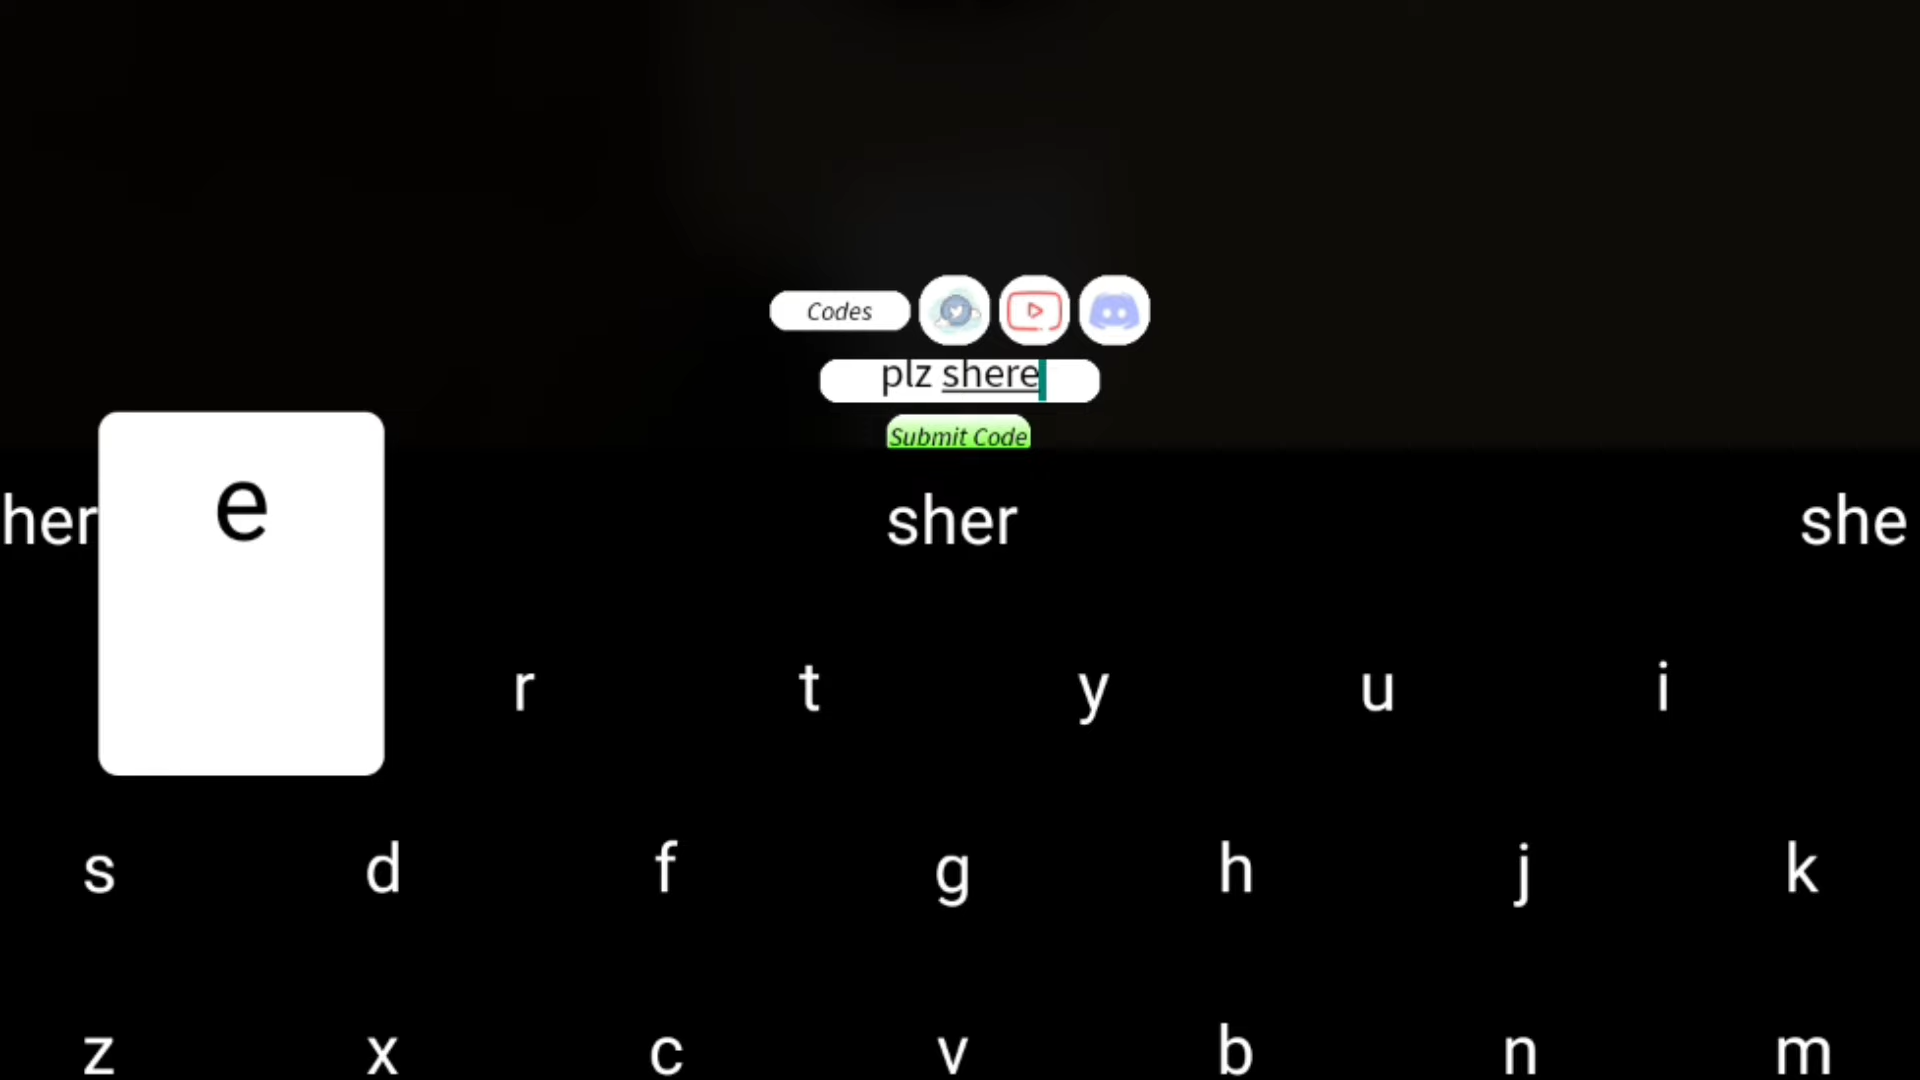 Codes
plz shere
Submit Code
her e sher she
r t y u i
s d f g h j k
z x c v b n m